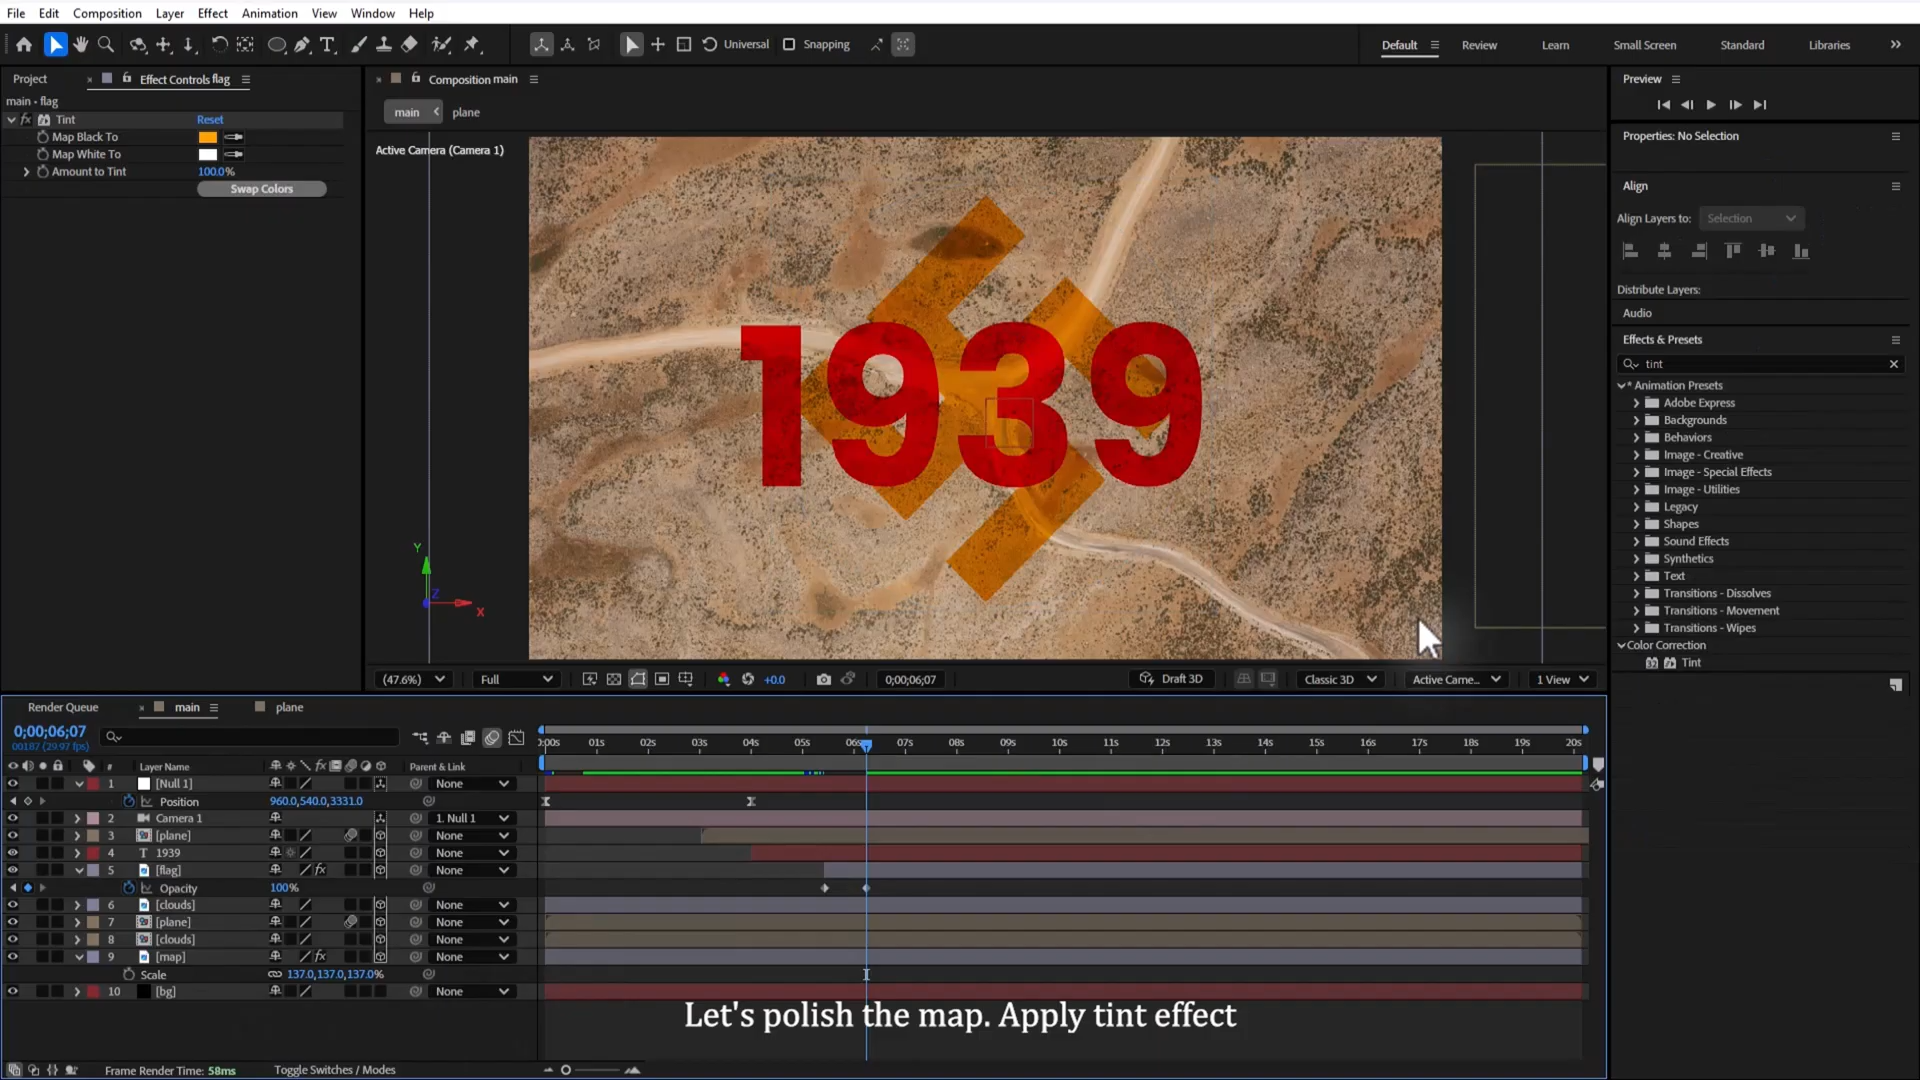 File Edit Composition Layer Effect Animation View Window Help
Universal Snapping Default Review Learn Small Screen Standard Libraries
Project Effect Controls flag
main • flag
fx Tint Reset
Map Black To
Map White To
Amount to Tint 100.0%
Swap Colors
Composition main
main plane
Active Camera (Camera 1)
1939
Y
Z
X
(47.6%) Full +0.0 0;00;06;07 Draft 3D Classic 3D Active Came... 1 View
Preview
Properties: No Selection
Align
Align Layers to: Selection
Distribute Layers:
Audio
Effects & Presets
tint
* Animation Presets
Adobe Express
Backgrounds
Behaviors
Image - Creative
Image - Special Effects
Image - Utilities
Legacy
Shapes
Sound Effects
Synthetics
Text
Transitions - Dissolves
Transitions - Movement
Transitions - Wipes
Color Correction
Tint
Render Queue main plane
0;00;06;07
00187 (29.97 fps)
0:00s 01s 02s 03s 04s 05s 06s 07s 08s 09s 10s 11s 12s 13s 14s 15s 16s 17s 18s 19s 20s
# Layer Name Parent & Link
1 [Null 1] None
Position 960.0,540.0,3331.0
2 Camera 1 1. Null 1
3 [plane] None
4 T 1939 None
5 [flag] fx None
Opacity 100%
6 [clouds] None
7 [plane] None
8 [clouds] None
9 [map] fx None
Scale 137.0,137.0,137.0%
10 [bg] None
Let's polish the map. Apply tint effect
Frame Render Time: 58ms Toggle Switches / Modes